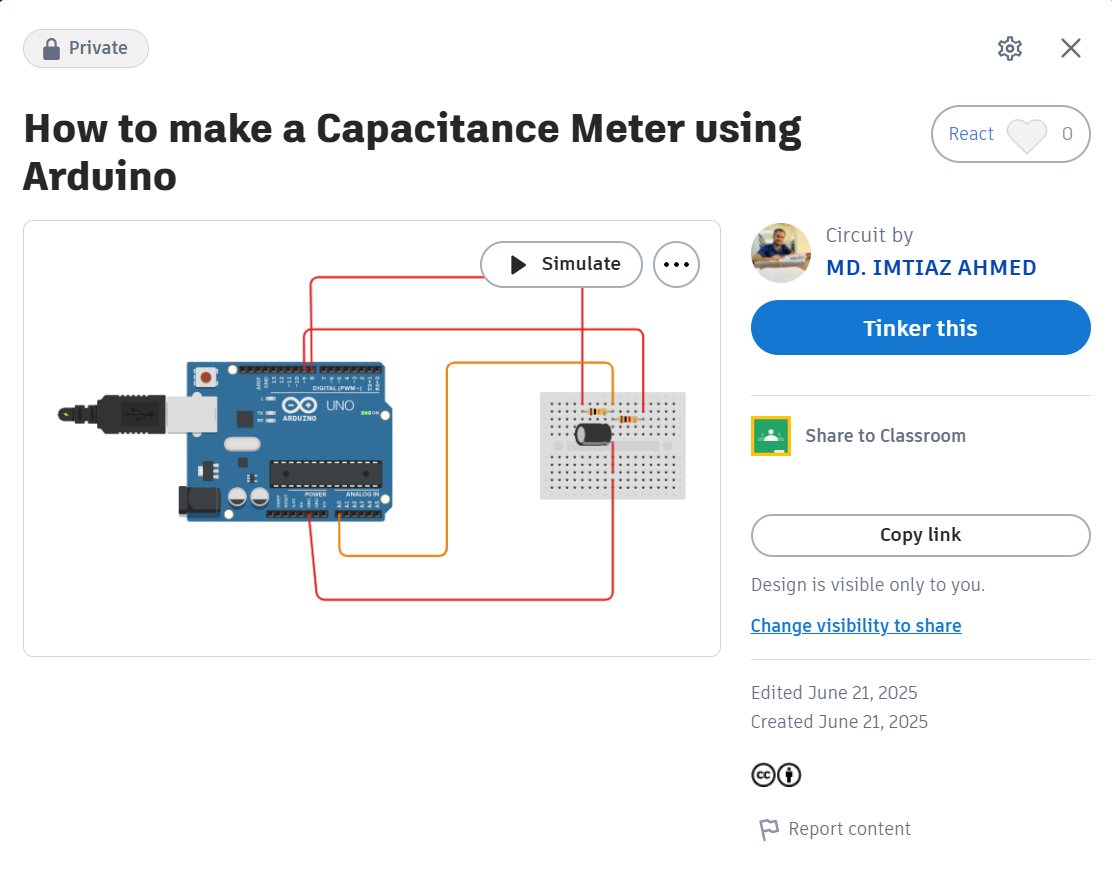 Private
How to make a Capacitance Meter using
Arduino
React 0
Simulate
Circuit by
MD. IMTIAZ AHMED
Tinker this
DIGITAL (PWM~)
UNO
ARDUINO
POWER
ANALOG IN
Share to Classroom
Copy link
Design is visible only to you.
Change visibility to share
Edited June 21, 2025
Created June 21, 2025
cc
Report content